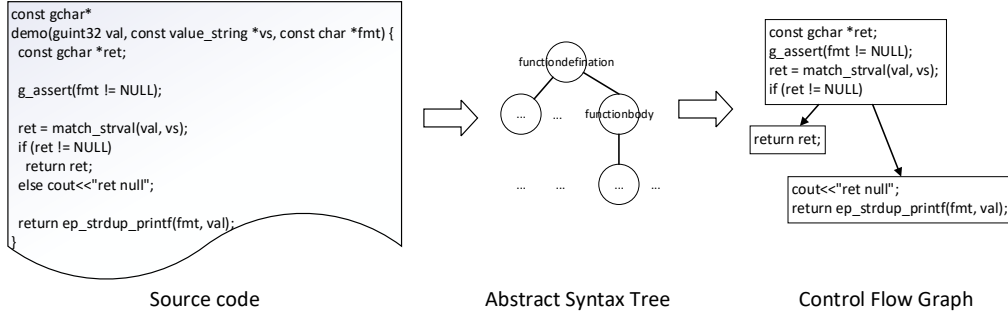 const gchar*
demo(guint32 val, const value_string *vs, const char *fmt) {
const gchar *ret;
g_assert(fmt != NULL);
ret = match_strval(val, vs);
if (ret != NULL)
return ret;
else cout<<"ret null";
return ep_strdup_printf(fmt, val);
}
Source code
functiondefination
...
...
functionbody
...
...
...
...
Abstract Syntax Tree
const gchar *ret;
g_assert(fmt != NULL);
ret = match_strval(val, vs);
if (ret != NULL)
return ret;
cout<<"ret null";
return ep_strdup_printf(fmt, val);
Control Flow Graph